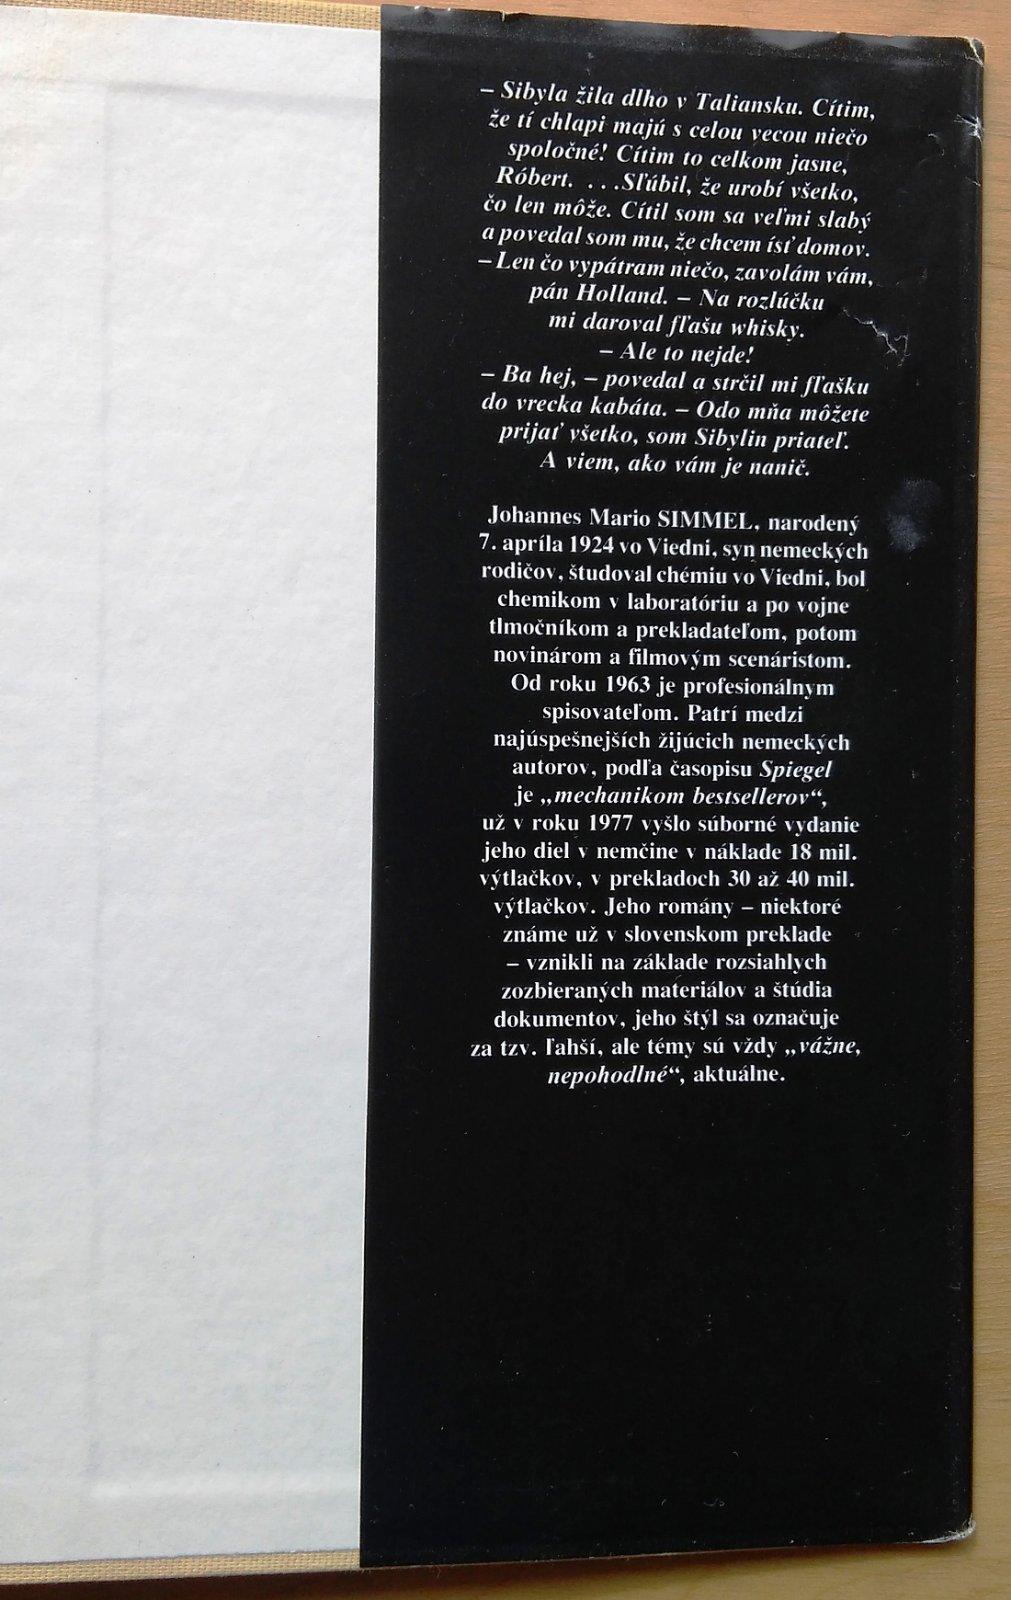 – Sibyla žila dlho v Taliansku. Cítim,
že tí chlapi majú s celou vecou niečo
spoločné! Cítim to celkom jasne,
Róbert. . . .Sľúbil, že urobí všetko,
čo len môže. Cítil som sa veľmi slabý
a povedal som mu, že chcem ísť domov.
– Len čo vypátram niečo, zavolám vám,
pán Holland. – Na rozlúčku
mi daroval fľašu whisky.
– Ale to nejde!
– Ba hej, – povedal a strčil mi fľašku
do vrecka kabáta. – Odo mňa môžete
prijať všetko, som Sibylin priateľ.
A viem, ako vám je nanič.
Johannes Mario SIMMEL, narodený
7. apríla 1924 vo Viedni, syn nemeckých
rodičov, študoval chémiu vo Viedni, bol
chemikom v laboratóriu a po vojne
tlmočníkom a prekladateľom, potom
novinárom a filmovým scenáristom.
Od roku 1963 je profesionálnym
spisovateľom. Patrí medzi
najúspešnejších žijúcich nemeckých
autorov, podľa časopisu Spiegel
je „mechanikom bestsellerov“,
už v roku 1977 vyšlo súborné vydanie
jeho diel v nemčine v náklade 18 mil.
výtlačkov, v prekladoch 30 až 40 mil.
výtlačkov. Jeho romány – niektoré
známe už v slovenskom preklade
– vznikli na základe rozsiahlych
zozbieraných materiálov a štúdia
dokumentov, jeho štýl sa označuje
za tzv. ľahší, ale témy sú vždy „vážne,
nepohodlné“, aktuálne.